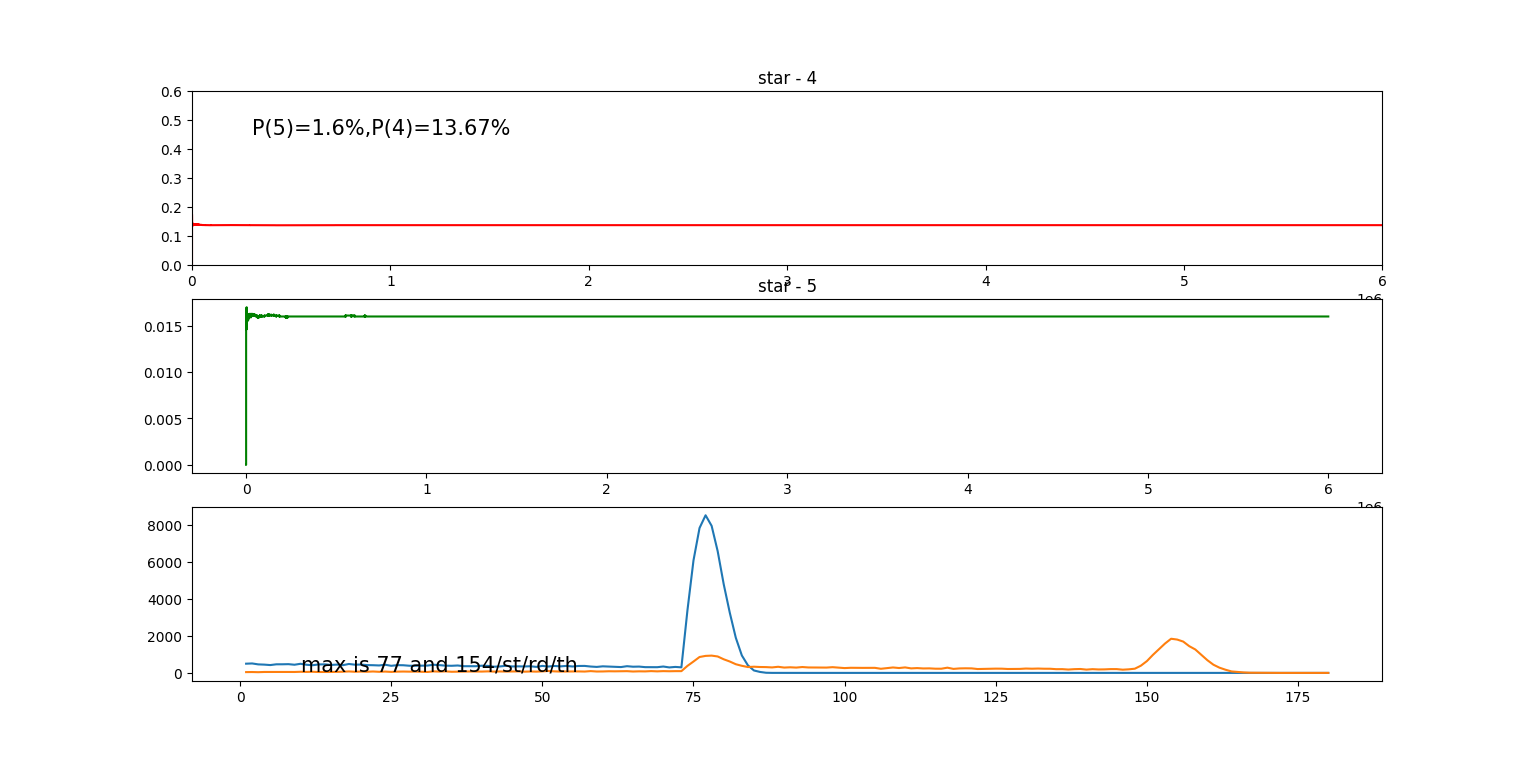 star - 4
0.6
0.5
0.4
0.3
0.2
0.1
0.0
P(5)=1.6%,P(4)=13.67%
0 1 2 3 4 5 6
1e6
star - 5
0.015
0.010
0.005
0.000
0 1 2 3 4 5 6
1e6
8000
6000
4000
2000
0
max is 77 and 154/st/rd/th
0 25 50 75 100 125 150 175